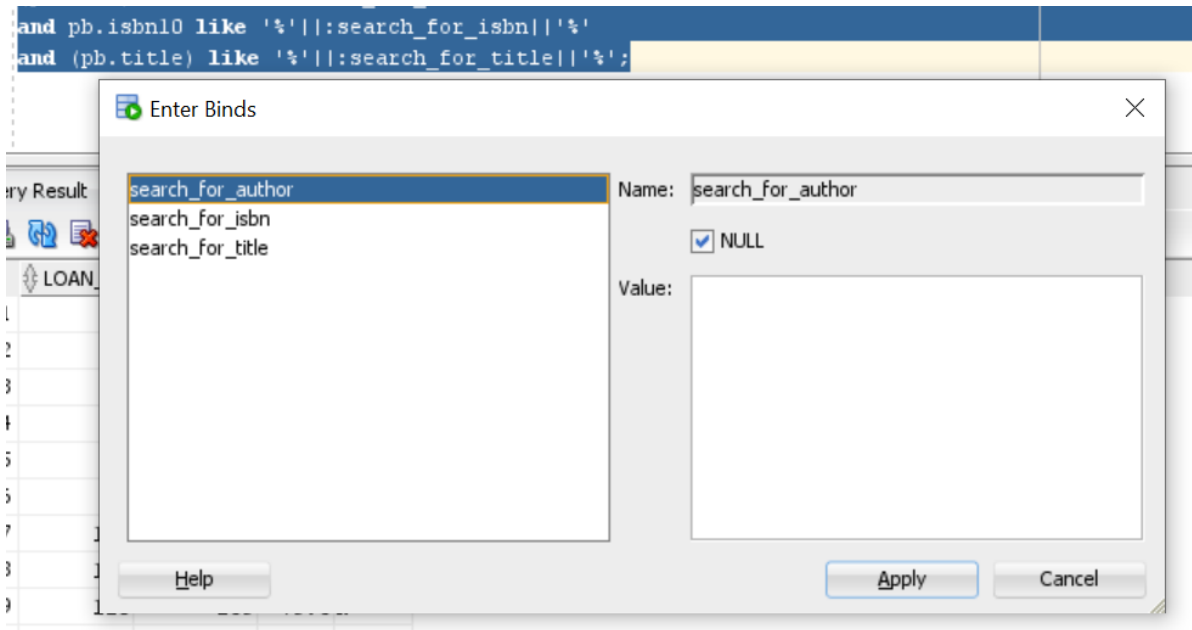 and pb.isbn10 like '%'||:search_for_isbn||'%'
and (pb.title) like '%'||:search_for_title||'%';
Enter Binds
search_for_author
search_for_isbn
search_for_title
Name: search_for_author
NULL
Value:
ery Result
LOAN_
Help
Apply
Cancel